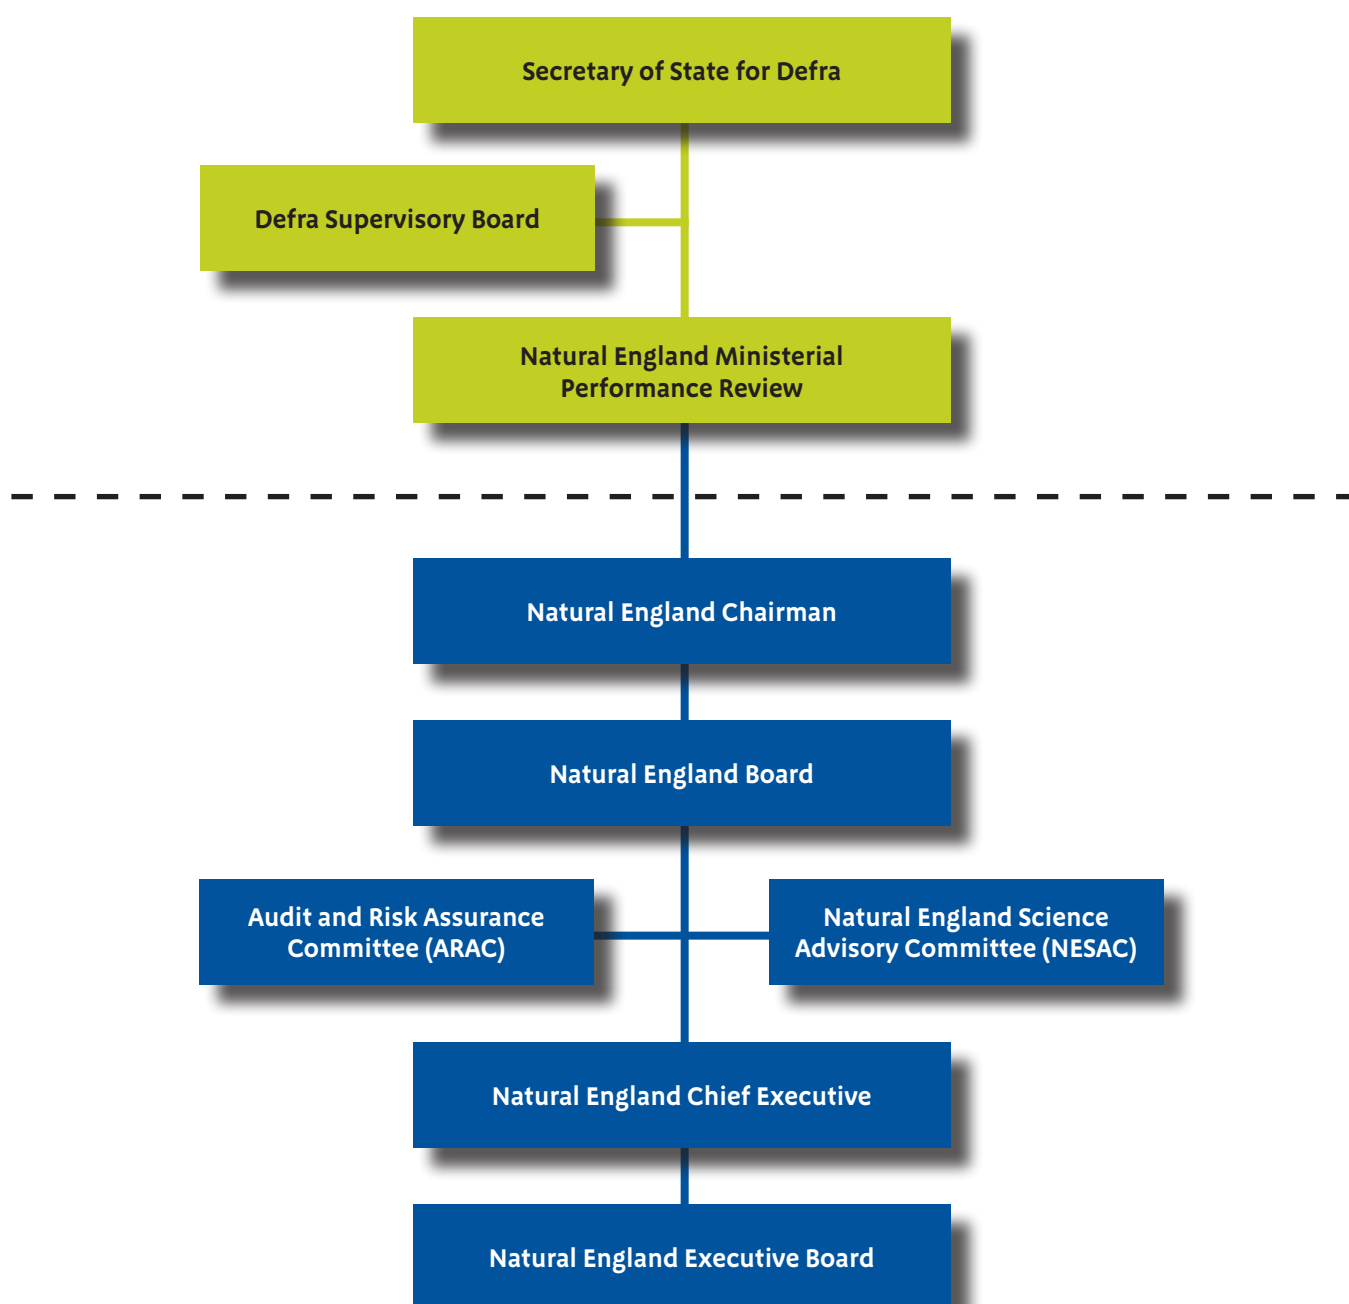 Secretary of State for Defra
Defra Supervisory Board
Natural England Ministerial
Performance Review
Natural England Chairman
Natural England Board
Audit and Risk Assurance
Committee (ARAC)
Natural England Science
Advisory Committee (NESAC)
Natural England Chief Executive
Natural England Executive Board